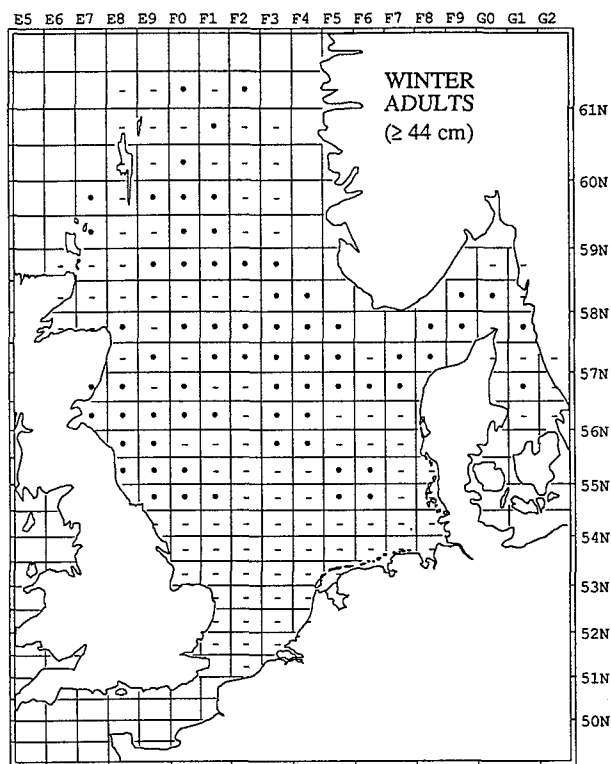 E5 E6 E7 E8 E9 F0 F1 F2 F3 F4 F5 F6 F7 F8 F9 G0 G1 G2
WINTER
ADULTS
(≥ 44 cm)
61N
60N
59N
58N
57N
56N
55N
54N
53N
52N
51N
50N